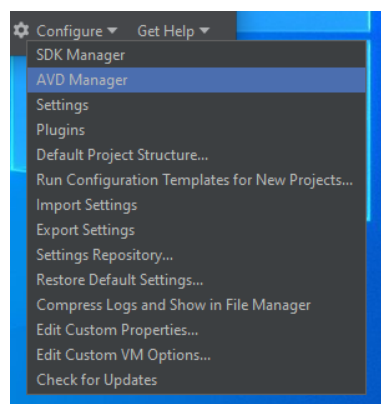 Configure Get Help
SDK Manager
AVD Manager
Settings
Plugins
Default Project Structure...
Run Configuration Templates for New Projects...
Import Settings
Export Settings
Settings Repository...
Restore Default Settings...
Compress Logs and Show in File Manager
Edit Custom Properties...
Edit Custom VM Options...
Check for Updates